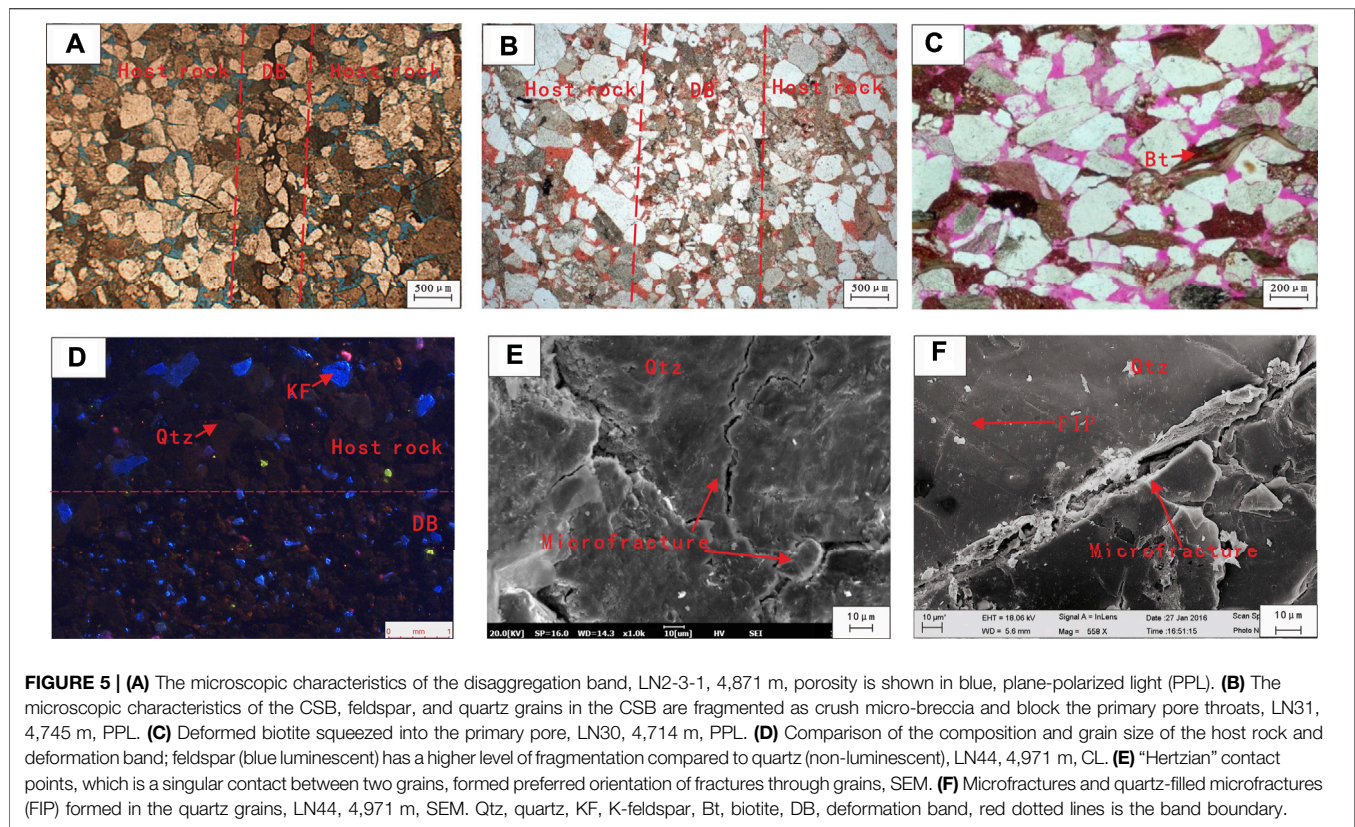 A
Host rock
DB
Host rock
500 μm
B
Host rock
DB
Host rock
500 μm
C
Bt
200 μm
D
KF
Qtz
Host rock
DB
0 mm 1
E
Qtz
Microfracture
10 μm
20.0[KV] SP=16.0 WD=14.3 x1.0k 10[um] HV SEI
F
Qtz
FIP
Microfracture
10 μm
10 μm*
EHT = 18.06 kV Signal A = InLens Date :27 Jan 2016 Scan Sp
WD = 5.6 mm Mag = 558 X Time :16:51:15 Photo N
FIGURE 5 | (A) The microscopic characteristics of the disaggregation band, LN2-3-1, 4,871 m, porosity is shown in blue, plane-polarized light (PPL). (B) The
microscopic characteristics of the CSB, feldspar, and quartz grains in the CSB are fragmented as crush micro-breccia and block the primary pore throats, LN31,
4,745 m, PPL. (C) Deformed biotite squeezed into the primary pore, LN30, 4,714 m, PPL. (D) Comparison of the composition and grain size of the host rock and
deformation band; feldspar (blue luminescent) has a higher level of fragmentation compared to quartz (non-luminescent), LN44, 4,971 m, CL. (E) “Hertzian” contact
points, which is a singular contact between two grains, formed preferred orientation of fractures through grains, SEM. (F) Microfractures and quartz-filled microfractures
(FIP) formed in the quartz grains, LN44, 4,971 m, SEM. Qtz, quartz, KF, K-feldspar, Bt, biotite, DB, deformation band, red dotted lines is the band boundary.